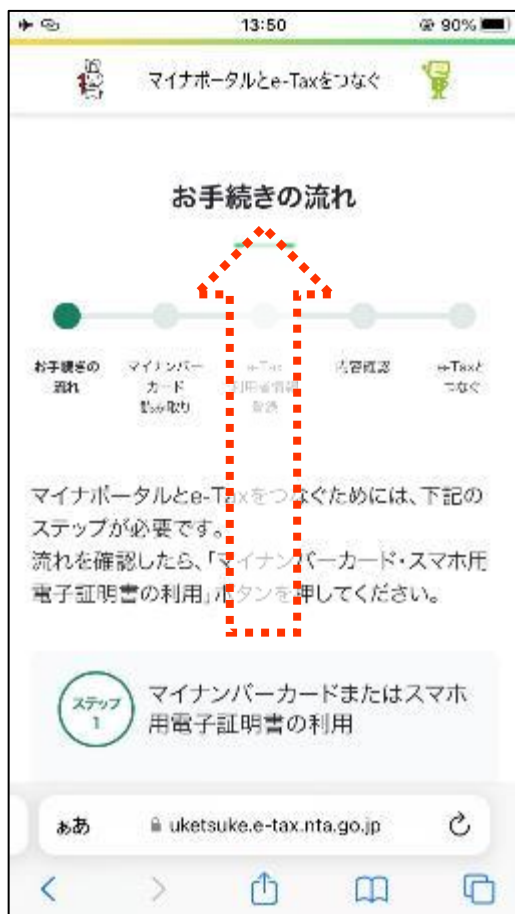 13:50
90%
マイナポータルとe-Taxをつなぐ
お手続きの流れ
お手続きの
流れ
マイナンバー
カード
読み取り
e-Tax
利用者情報
登録
内容確認
e-Taxと
つなぐ
マイナポータルとe-Taxをつなぐためには、下記の
ステップが必要です。
流れを確認したら、「マイナンバーカード・スマホ用
電子証明書の利用」ボタンを押してください。
ステップ
1
マイナンバーカードまたはスマホ
用電子証明書の利用
ぁあ
uketsuke.e-tax.nta.go.jp